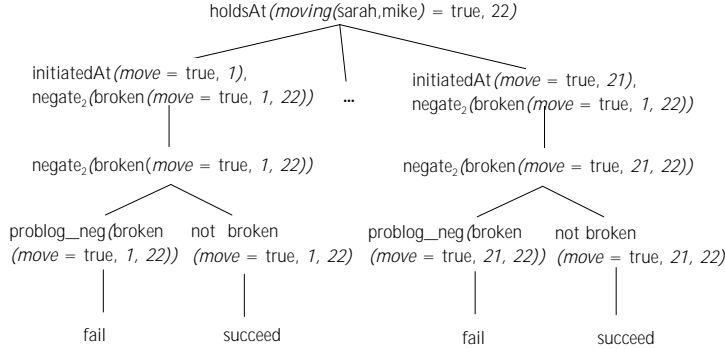 holdsAt(moving(sarah,mike) = true, 22)
initiatedAt(move = true, 1),
negate₂(broken(move = true, 1, 22))
...
initiatedAt(move = true, 21),
negate₂(broken(move = true, 1, 22))
negate₂(broken(move = true, 1, 22))
negate₂(broken(move = true, 21, 22))
problog_neg(broken
(move = true, 1, 22))
not broken
(move = true, 1, 22)
problog_neg(broken
(move = true, 21, 22))
not broken
(move = true, 21, 22)
fail
succeed
fail
succeed